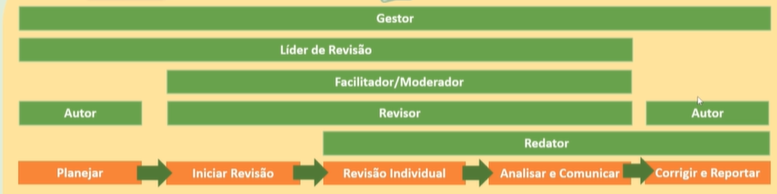 Gestor
Líder de Revisão
Facilitador/Moderador
Autor
Revisor
Autor
Redator
Planejar
Iniciar Revisão
Revisão Individual
Analisar e Comunicar
Corrigir e Reportar